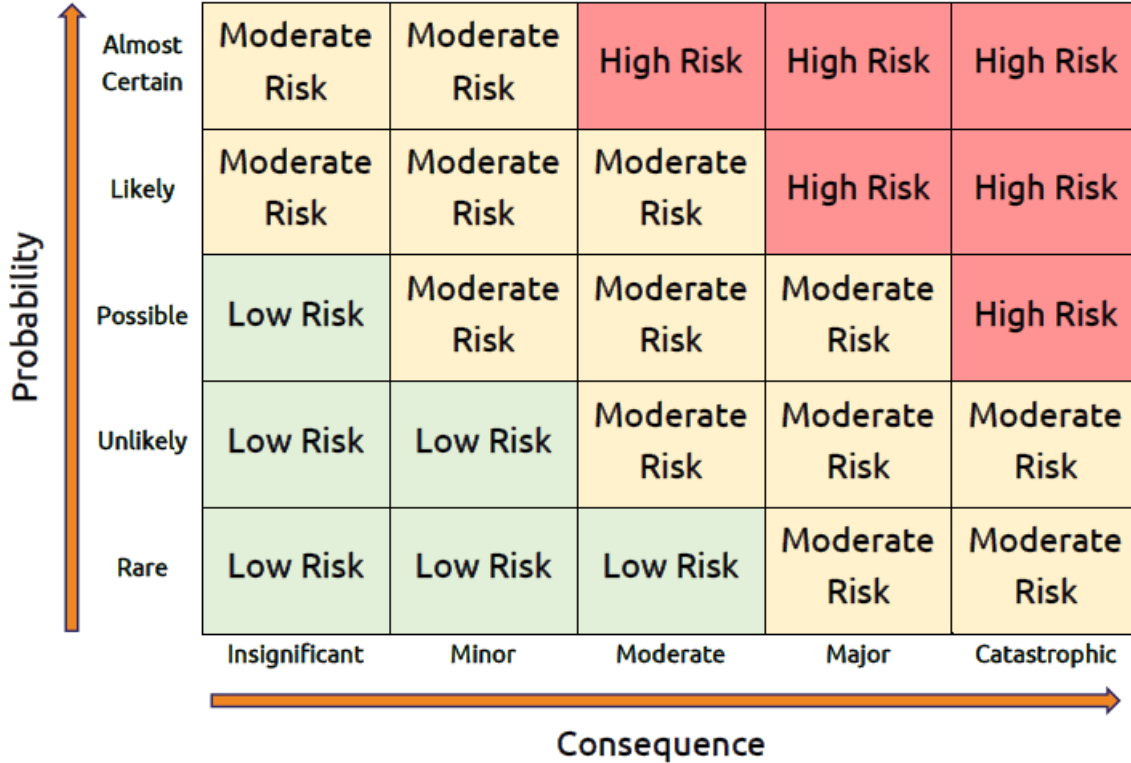 Almost
Certain
Moderate
Risk
Moderate
Risk
High Risk
High Risk
High Risk
Likely
Moderate
Risk
Moderate
Risk
Moderate
Risk
High Risk
High Risk
Probability
Possible
Low Risk
Moderate
Risk
Moderate
Risk
Moderate
Risk
High Risk
Unlikely
Low Risk
Low Risk
Moderate
Risk
Moderate
Risk
Moderate
Risk
Rare
Low Risk
Low Risk
Low Risk
Moderate
Risk
Moderate
Risk
Insignificant
Minor
Moderate
Major
Catastrophic
Consequence